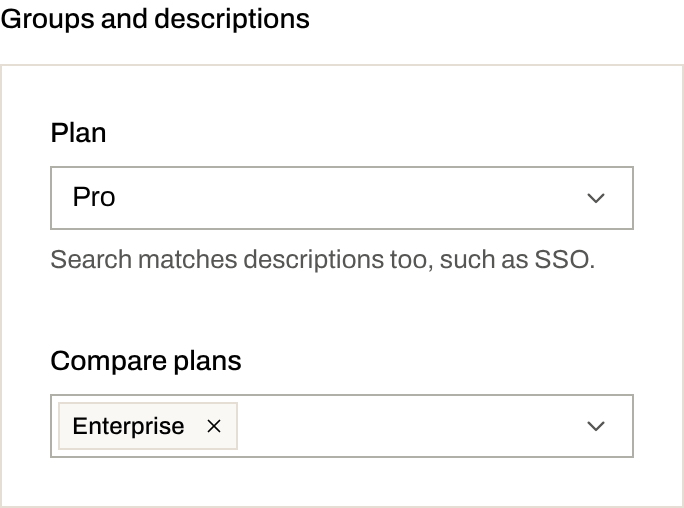 Groups and descriptions
Plan
Pro
Search matches descriptions too, such as SSO.
Compare plans
Enterprise